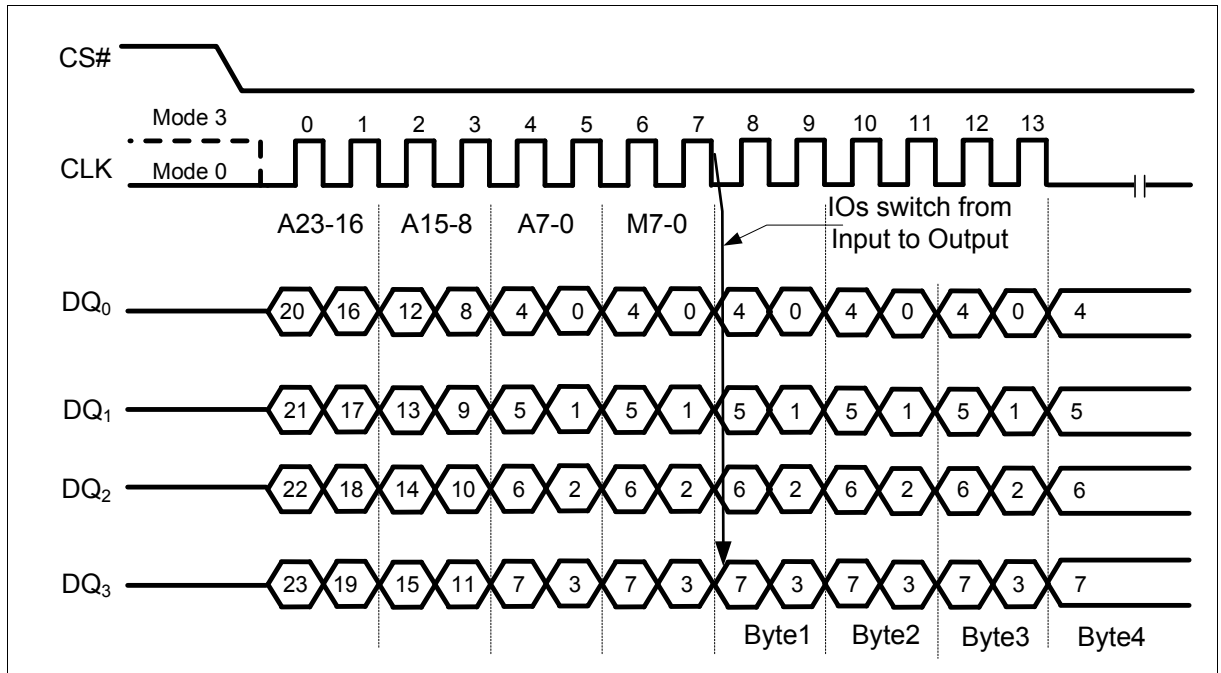 CS#
Mode 3
0 1 2 3 4 5 6 7 8 9 10 11 12 13
CLK Mode 0
IOs switch from
A23-16 A15-8 A7-0 M7-0
Input to Output
DQ0 20 16 12 8 4 0 4 0 4 0 4 0 4 0 4
DQ1 21 17 13 9 5 1 5 1 5 1 5 1 5 1 5
DQ2 22 18 14 10 6 2 6 2 6 2 6 2 6 2 6
DQ3 23 19 15 11 7 3 7 3 7 3 7 3 7 3 7
Byte1 Byte2 Byte3 Byte4